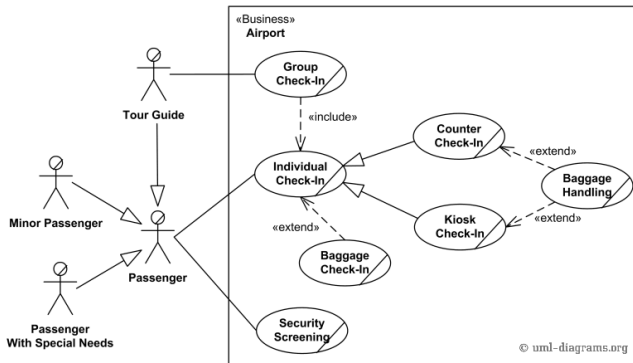 «Business»
Airport
Group
Check-In
Tour Guide
«include»
Counter
Check-In
«extend»
Individual
Check-In
Baggage
Handling
Minor Passenger
«extend»
Kiosk
Check-In
«extend»
Passenger
Baggage
Check-In
Passenger
With Special Needs
Security
Screening
© uml-diagrams.org